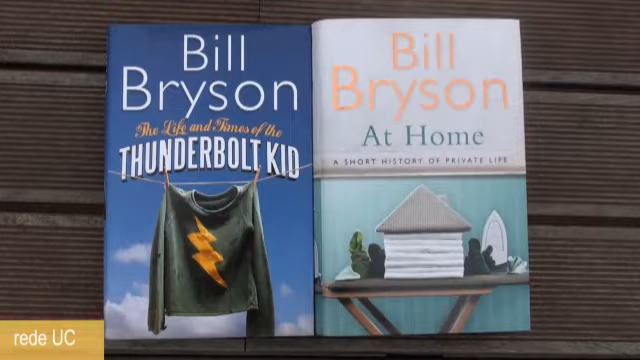 Bill
Bryson
The Life and Times of the
THUNDERBOLT KID
Bill
Bryson
At Home
A SHORT HISTORY OF PRIVATE LIFE
rede UC